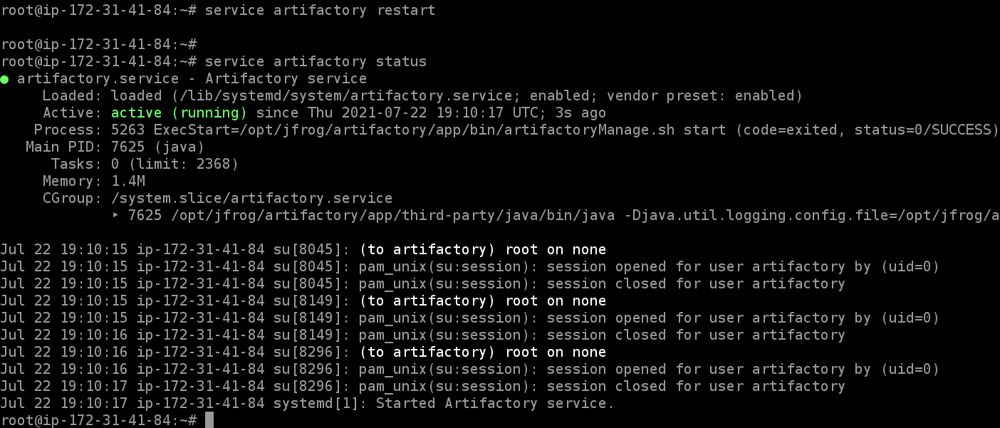 root@ip-172-31-41-84:~# service artifactory restart
root@ip-172-31-41-84:~#
root@ip-172-31-41-84:~# service artifactory status
● artifactory.service - Artifactory service
Loaded: loaded (/lib/systemd/system/artifactory.service; enabled; vendor preset: enabled)
Active: active (running) since Thu 2021-07-22 19:10:17 UTC; 3s ago
Process: 5263 ExecStart=/opt/jfrog/artifactory/app/bin/artifactoryManage.sh start (code=exited, status=0/SUCCESS)
Main PID: 7625 (java)
Tasks: 0 (limit: 2368)
Memory: 1.4M
CGroup: /system.slice/artifactory.service
‣ 7625 /opt/jfrog/artifactory/app/third-party/java/bin/java -Djava.util.logging.config.file=/opt/jfrog/a
Jul 22 19:10:15 ip-172-31-41-84 su[8045]: (to artifactory) root on none
Jul 22 19:10:15 ip-172-31-41-84 su[8045]: pam_unix(su:session): session opened for user artifactory by (uid=0)
Jul 22 19:10:15 ip-172-31-41-84 su[8045]: pam_unix(su:session): session closed for user artifactory
Jul 22 19:10:15 ip-172-31-41-84 su[8149]: (to artifactory) root on none
Jul 22 19:10:15 ip-172-31-41-84 su[8149]: pam_unix(su:session): session opened for user artifactory by (uid=0)
Jul 22 19:10:16 ip-172-31-41-84 su[8149]: pam_unix(su:session): session closed for user artifactory
Jul 22 19:10:16 ip-172-31-41-84 su[8296]: (to artifactory) root on none
Jul 22 19:10:16 ip-172-31-41-84 su[8296]: pam_unix(su:session): session opened for user artifactory by (uid=0)
Jul 22 19:10:17 ip-172-31-41-84 su[8296]: pam_unix(su:session): session closed for user artifactory
Jul 22 19:10:17 ip-172-31-41-84 systemd[1]: Started Artifactory service.
root@ip-172-31-41-84:~#